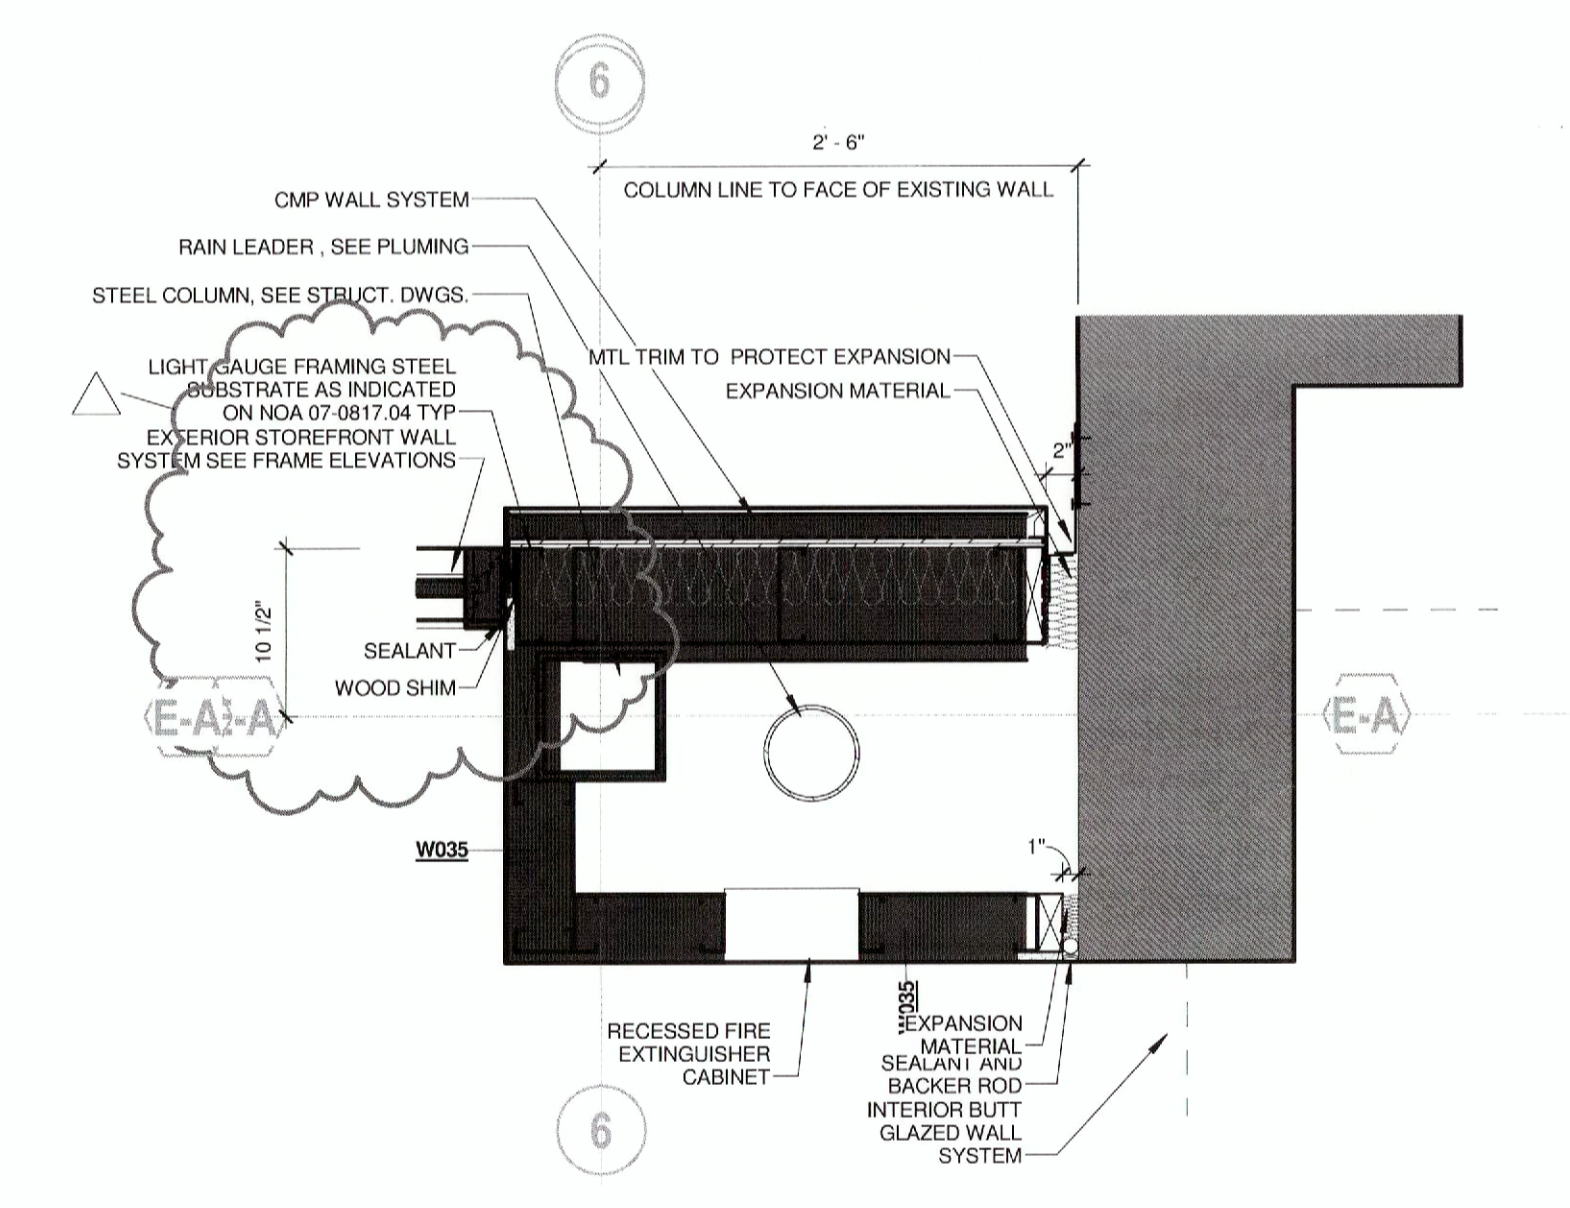 6
2' - 6"
COLUMN LINE TO FACE OF EXISTING WALL
CMP WALL SYSTEM
RAIN LEADER , SEE PLUMING
STEEL COLUMN, SEE STRUCT. DWGS.
LIGHT GAUGE FRAMING STEEL
SUBSTRATE AS INDICATED
ON NOA 07-0817.04 TYP
EXTERIOR STOREFRONT WALL
SYSTEM SEE FRAME ELEVATIONS
MTL TRIM TO PROTECT EXPANSION
EXPANSION MATERIAL
2"
10 1/2"
SEALANT
WOOD SHIM
E-A
E-A
E-A
W035
1"
W035
RECESSED FIRE
EXTINGUISHER
CABINET
EXPANSION
MATERIAL
SEALANT AND
BACKER ROD
INTERIOR BUTT
GLAZED WALL
SYSTEM
6